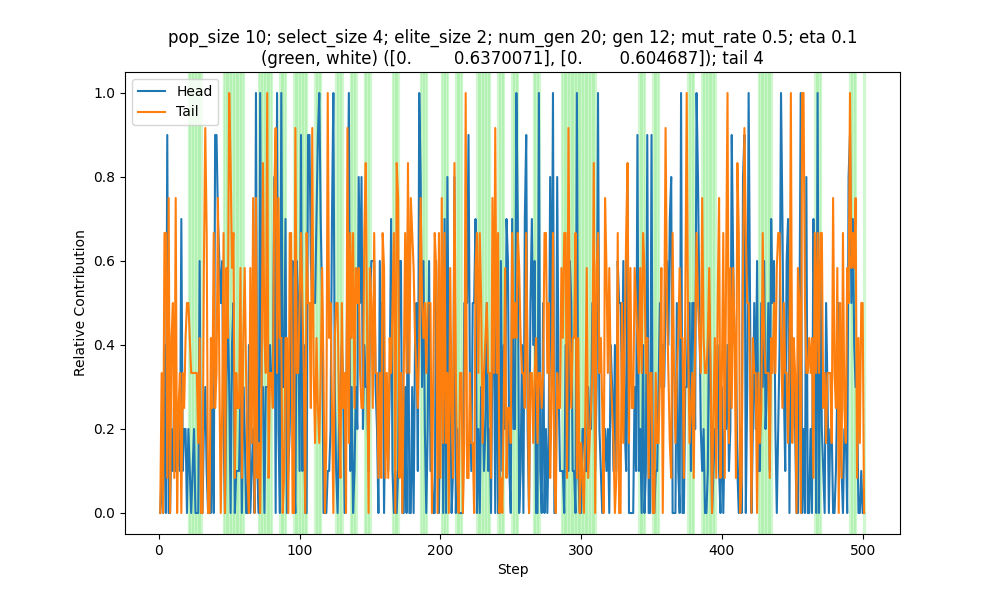 pop_size 10; select_size 4; elite_size 2; num_gen 20; gen 12; mut_rate 0.5; eta 0.1
(green, white) ([0. 0.6370071], [0. 0.604687]); tail 4
Head
Tail
Relative Contribution
1.0
0.8
0.6
0.4
0.2
0.0
0 100 200 300 400 500
Step